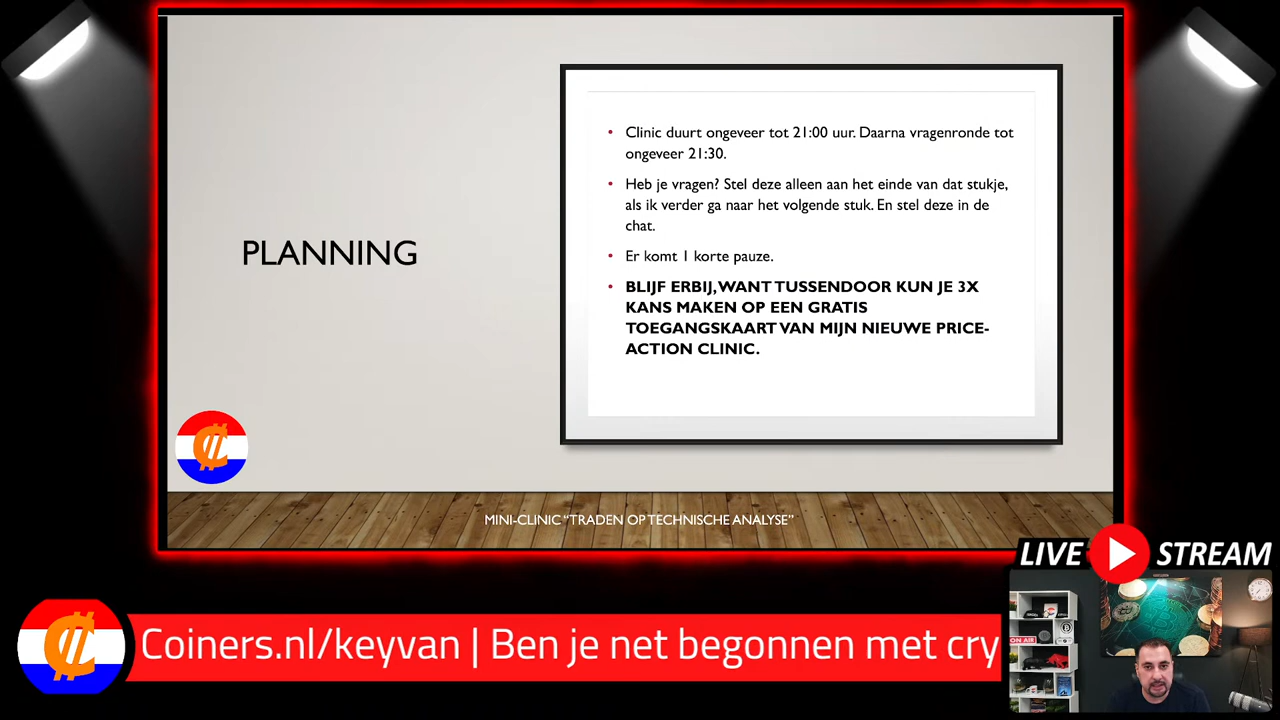 PLANNING
• Clinic duurt ongeveer tot 21:00 uur. Daarna vragenronde tot
ongeveer 21:30.
• Heb je vragen? Stel deze alleen aan het einde van dat stukje,
als ik verder ga naar het volgende stuk. En stel deze in de
chat.
• Er komt 1 korte pauze.
• BLIJF ERBIJ, WANT TUSSENDOOR KUN JE 3X
KANS MAKEN OP EEN GRATIS
TOEGANGSKAART VAN MIJN NIEUWE PRICE-
ACTION CLINIC.
MINI-CLINIC “TRADEN OP TECHNISCHE ANALYSE”
LIVE STREAM
Coiners.nl/keyvan | Ben je net begonnen met cry
ON AIR